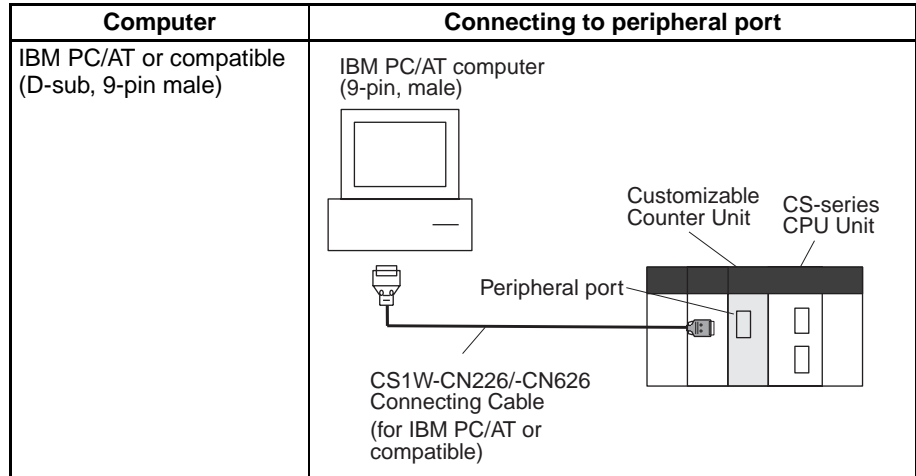 Computer
Connecting to peripheral port
IBM PC/AT or compatible
(D-sub, 9-pin male)
IBM PC/AT computer
(9-pin, male)
Customizable
Counter Unit
CS-series
CPU Unit
Peripheral port
CS1W-CN226/-CN626
Connecting Cable
(for IBM PC/AT or
compatible)